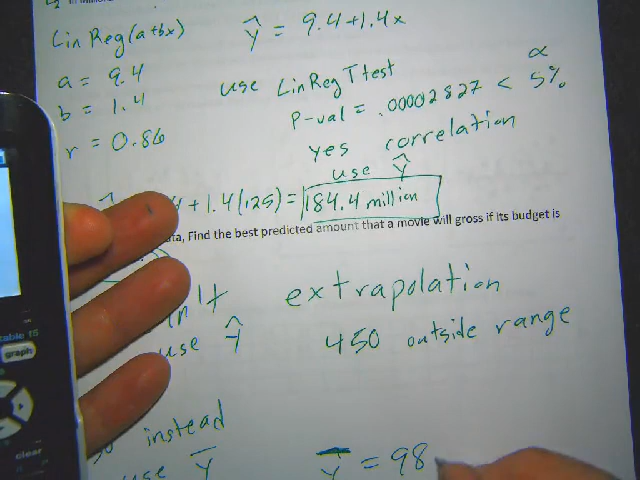 LinReg(a+bx) ŷ = 9.4+1.4x
a = 9.4
b = 1.4
r = 0.86
use LinRegTTest
α
P-val = .00002827 < 5%
yes correlation
use ŷ
+ 1.4(125) = 184.4 million
Find the best predicted amount that a movie will gross if its budget is
extrapolation
use ŷ
450 outside range
instead
use y̅
y̅ = 98
graph
clear